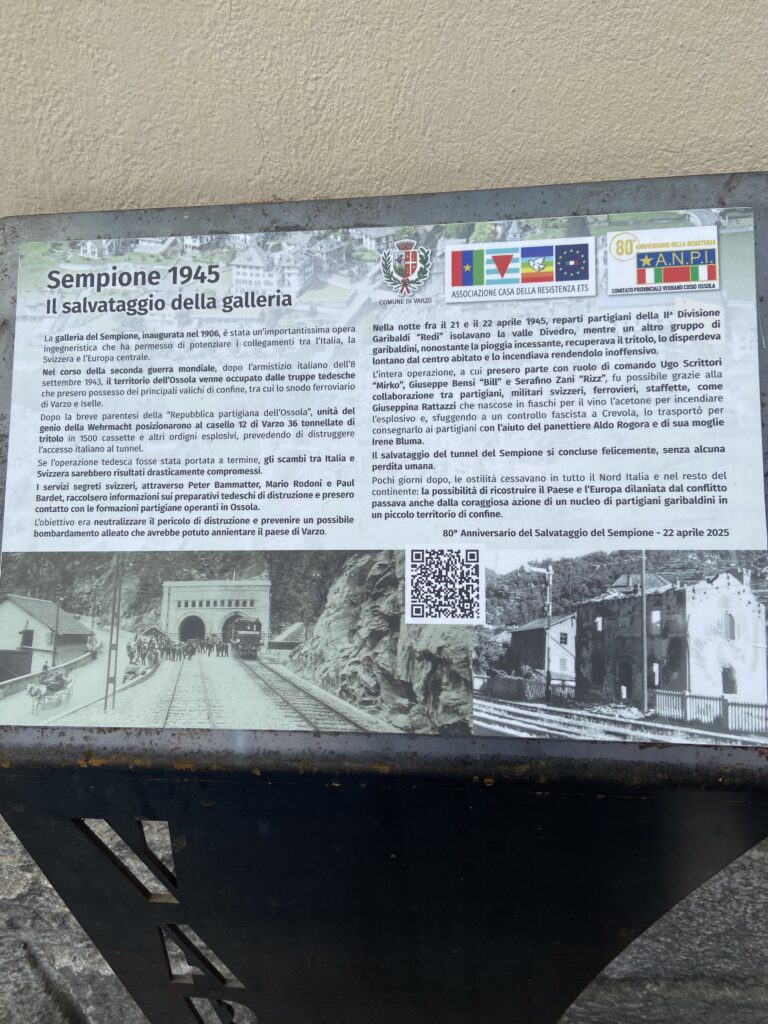 Sempione 1945
Il salvataggio della galleria
COMUNE DI VARZO
ASSOCIAZIONE CASA DELLA RESISTENZA ETS
80° ANNIVERSARIO DELLA RESISTENZA
A.N.P.I.
COMITATO PROVINCIALE VERBANO CUSIO OSSOLA
La galleria del Sempione, inaugurata nel 1906, è stata un'importantissima opera
ingegneristica che ha permesso di potenziare i collegamenti tra l'Italia, la
Svizzera e l'Europa centrale.
Nel corso della seconda guerra mondiale, dopo l'armistizio italiano dell'8
settembre 1943, il territorio dell'Ossola venne occupato dalle truppe tedesche
che presero possesso dei principali valichi di confine, tra cui lo snodo ferroviario
di Varzo e Iselle.
Dopo la breve parentesi della "Repubblica partigiana dell'Ossola", unità del
genio della Wehrmacht posizionarono al casello 12 di Varzo 36 tonnellate di
tritolo in 1500 cassette e altri ordigni esplosivi, prevedendo di distruggere
l'accesso italiano al tunnel.
Se l'operazione tedesca fosse stata portata a termine, gli scambi tra Italia e
Svizzera sarebbero risultati drasticamente compromessi.
I servizi segreti svizzeri, attraverso Peter Bammatter, Mario Rodoni e Paul
Bardet, raccolsero informazioni sui preparativi tedeschi di distruzione e presero
contatto con le formazioni partigiane operanti in Ossola.
L'obiettivo era neutralizzare il pericolo di distruzione e prevenire un possibile
bombardamento alleato che avrebbe potuto annientare il paese di Varzo.
Nella notte fra il 21 e il 22 aprile 1945, reparti partigiani della IIª Divisione
Garibaldi "Redi" isolavano la valle Divedro, mentre un altro gruppo di
garibaldini, nonostante la pioggia incessante, recuperava il tritolo, lo disperdeva
lontano dal centro abitato e lo incendiava rendendolo inoffensivo.
L'intera operazione, a cui presero parte con ruolo di comando Ugo Scrittori
"Mirko", Giuseppe Bensi "Bill" e Serafino Zani "Rizz", fu possibile grazie alla
collaborazione tra partigiani, militari svizzeri, ferrovieri, staffette, come
Giuseppina Rattazzi che nascose in fiaschi per il vino l'acetone per incendiare
l'esplosivo e, sfuggendo a un controllo fascista a Crevola, lo trasportò per
consegnarlo ai partigiani con l'aiuto del panettiere Aldo Rogora e di sua moglie
Irene Bluma.
Il salvataggio del tunnel del Sempione si concluse felicemente, senza alcuna
perdita umana.
Pochi giorni dopo, le ostilità cessavano in tutto il Nord Italia e nel resto del
continente: la possibilità di ricostruire il Paese e l'Europa dilaniata dal conflitto
passava anche dalla coraggiosa azione di un nucleo di partigiani garibaldini in
un piccolo territorio di confine.
80° Anniversario del Salvataggio del Sempione - 22 aprile 2025